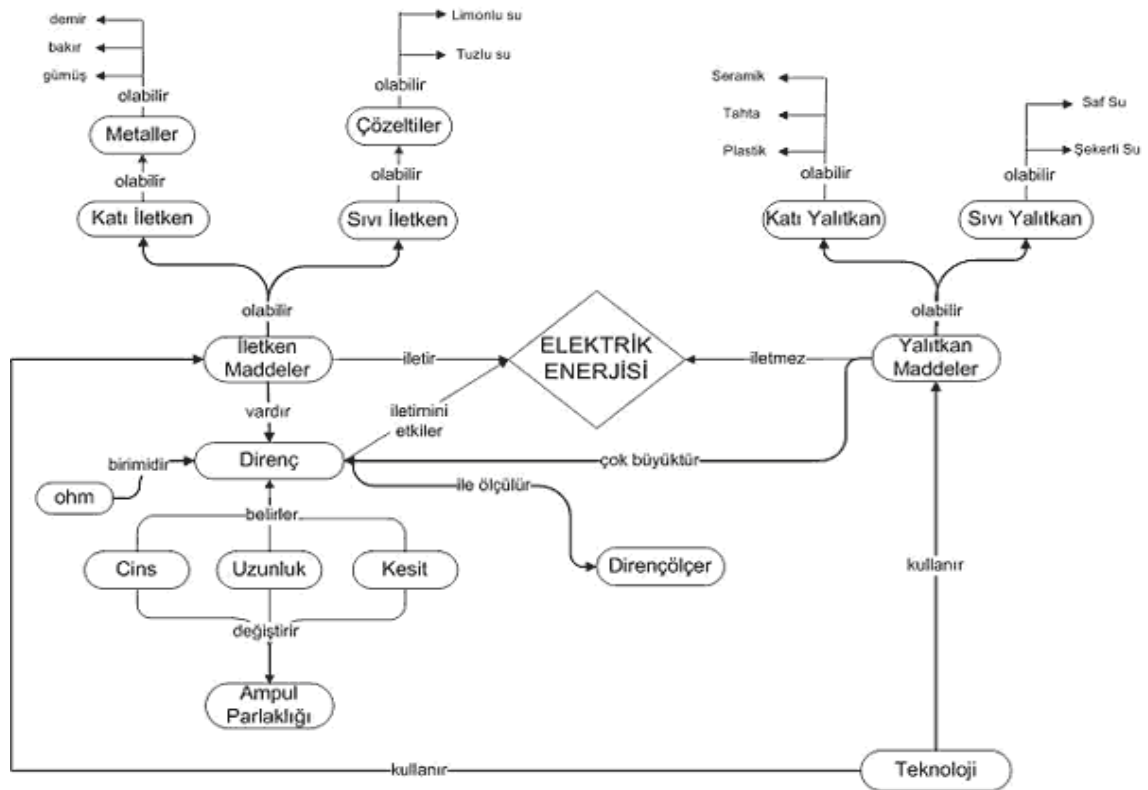 demir
bakır
gümüş
olabilir
Metaller
olabilir
Katı İletken
Limonlu su
Tuzlu su
olabilir
Çözeltiler
olabilir
Sıvı İletken
olabilir
İletken
Maddeler
Seramik
Tahta
Plastik
olabilir
Katı Yalıtkan
Saf Su
Şekerli Su
olabilir
Sıvı Yalıtkan
olabilir
Yalıtkan
Maddeler
iletir
ELEKTRİK
ENERJİSİ
iletmez
vardır
iletimini
etkiler
Direnç
çok büyüktür
birimidir
ohm
ile ölçülür
Dirençölçer
belirler
Cins
Uzunluk
Kesit
değiştirir
Ampul
Parlaklığı
kullanır
kullanır
Teknoloji